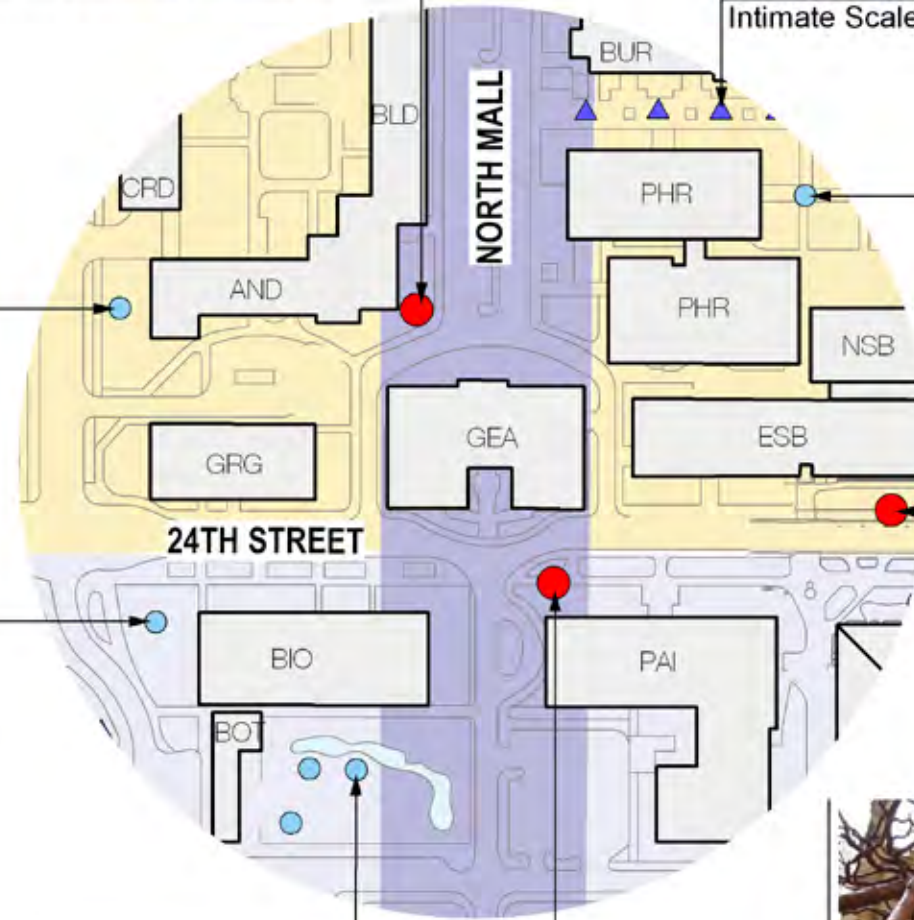 Intimate Scale
BUR
BLD
NORTH MALL
CRD
PHR
AND
PHR
NSB
GEA
ESB
GRG
24TH STREET
BIO
PAI
BOT